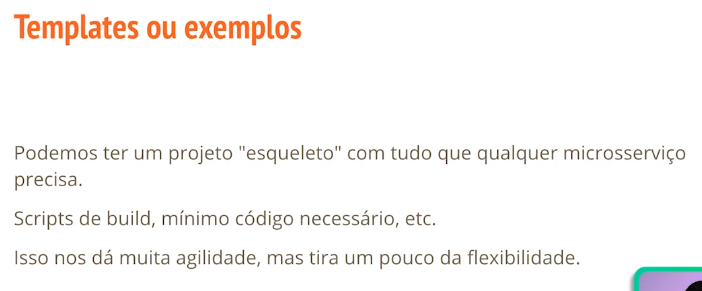 Templates ou exemplos
Podemos ter um projeto "esqueleto" com tudo que qualquer microsserviço
precisa.
Scripts de build, mínimo código necessário, etc.
Isso nos dá muita agilidade, mas tira um pouco da flexibilidade.